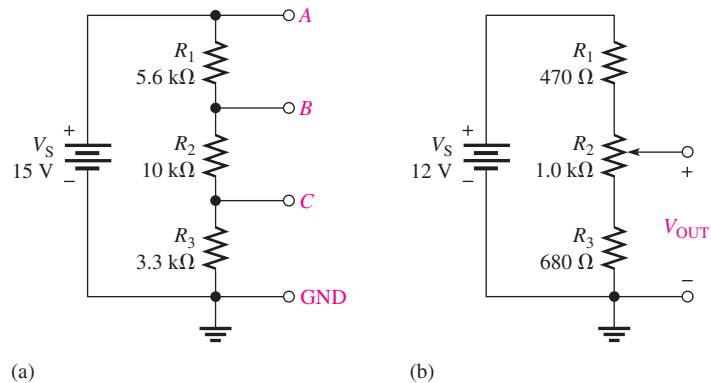 A
R1
5.6 kΩ
B
+
VS
15 V
−
R2
10 kΩ
C
R3
3.3 kΩ
GND
(a)
R1
470 Ω
+
VS
12 V
−
R2
1.0 kΩ
+
R3
680 Ω
VOUT
−
(b)